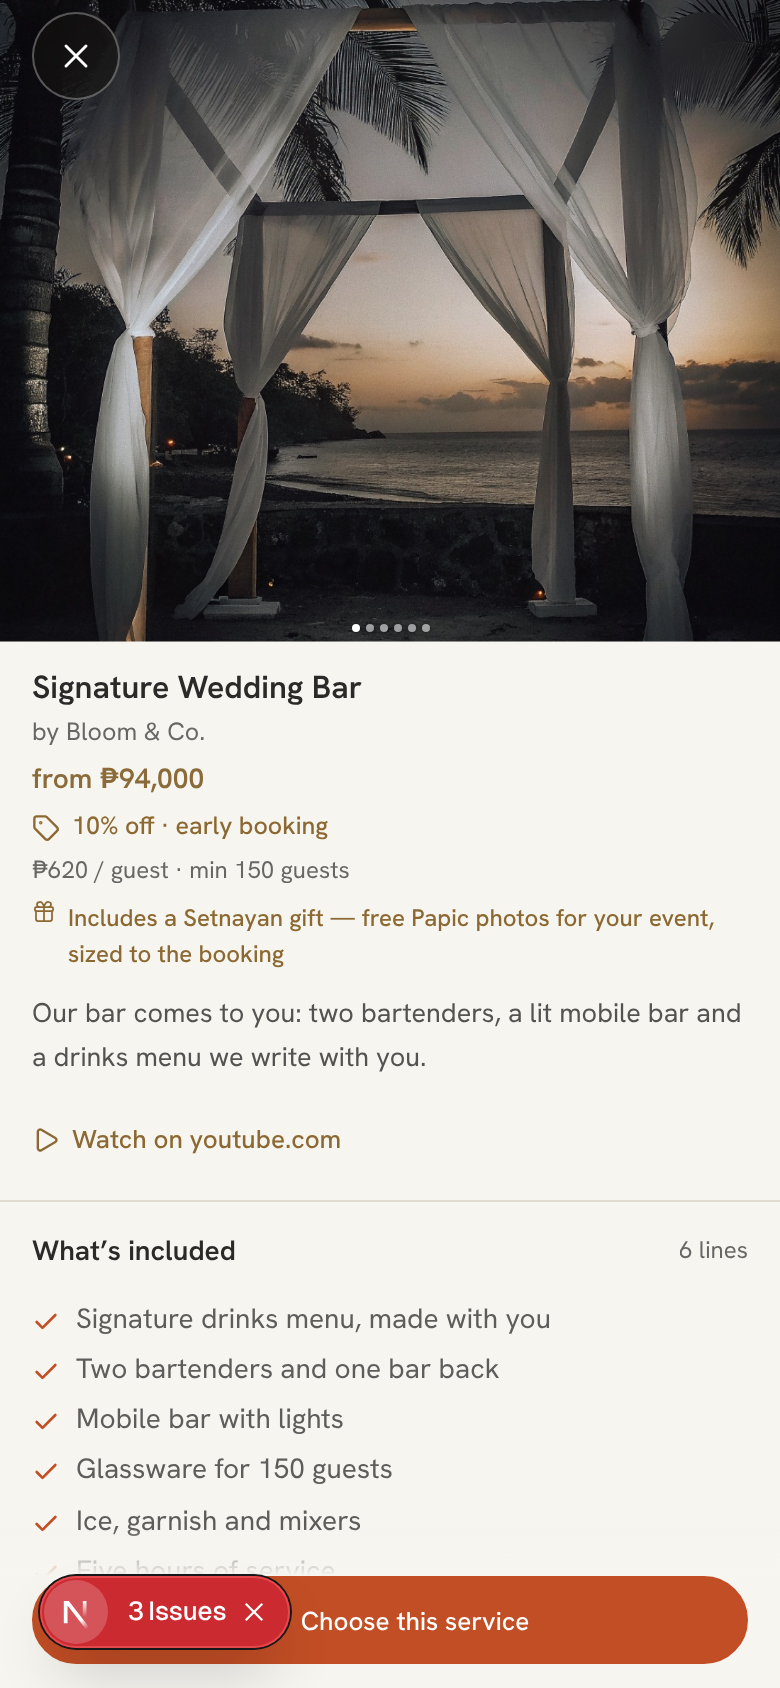 Signature Wedding Bar
by Bloom & Co.
from ₱94,000
10% off · early booking
₱620 / guest · min 150 guests
Includes a Setnayan gift — free Papic photos for your event,
sized to the booking
Our bar comes to you: two bartenders, a lit mobile bar and
a drinks menu we write with you.
Watch on youtube.com
What’s included
6 lines
Signature drinks menu, made with you
Two bartenders and one bar back
Mobile bar with lights
Glassware for 150 guests
Ice, garnish and mixers
Five hours of service
N 3 Issues
Choose this service